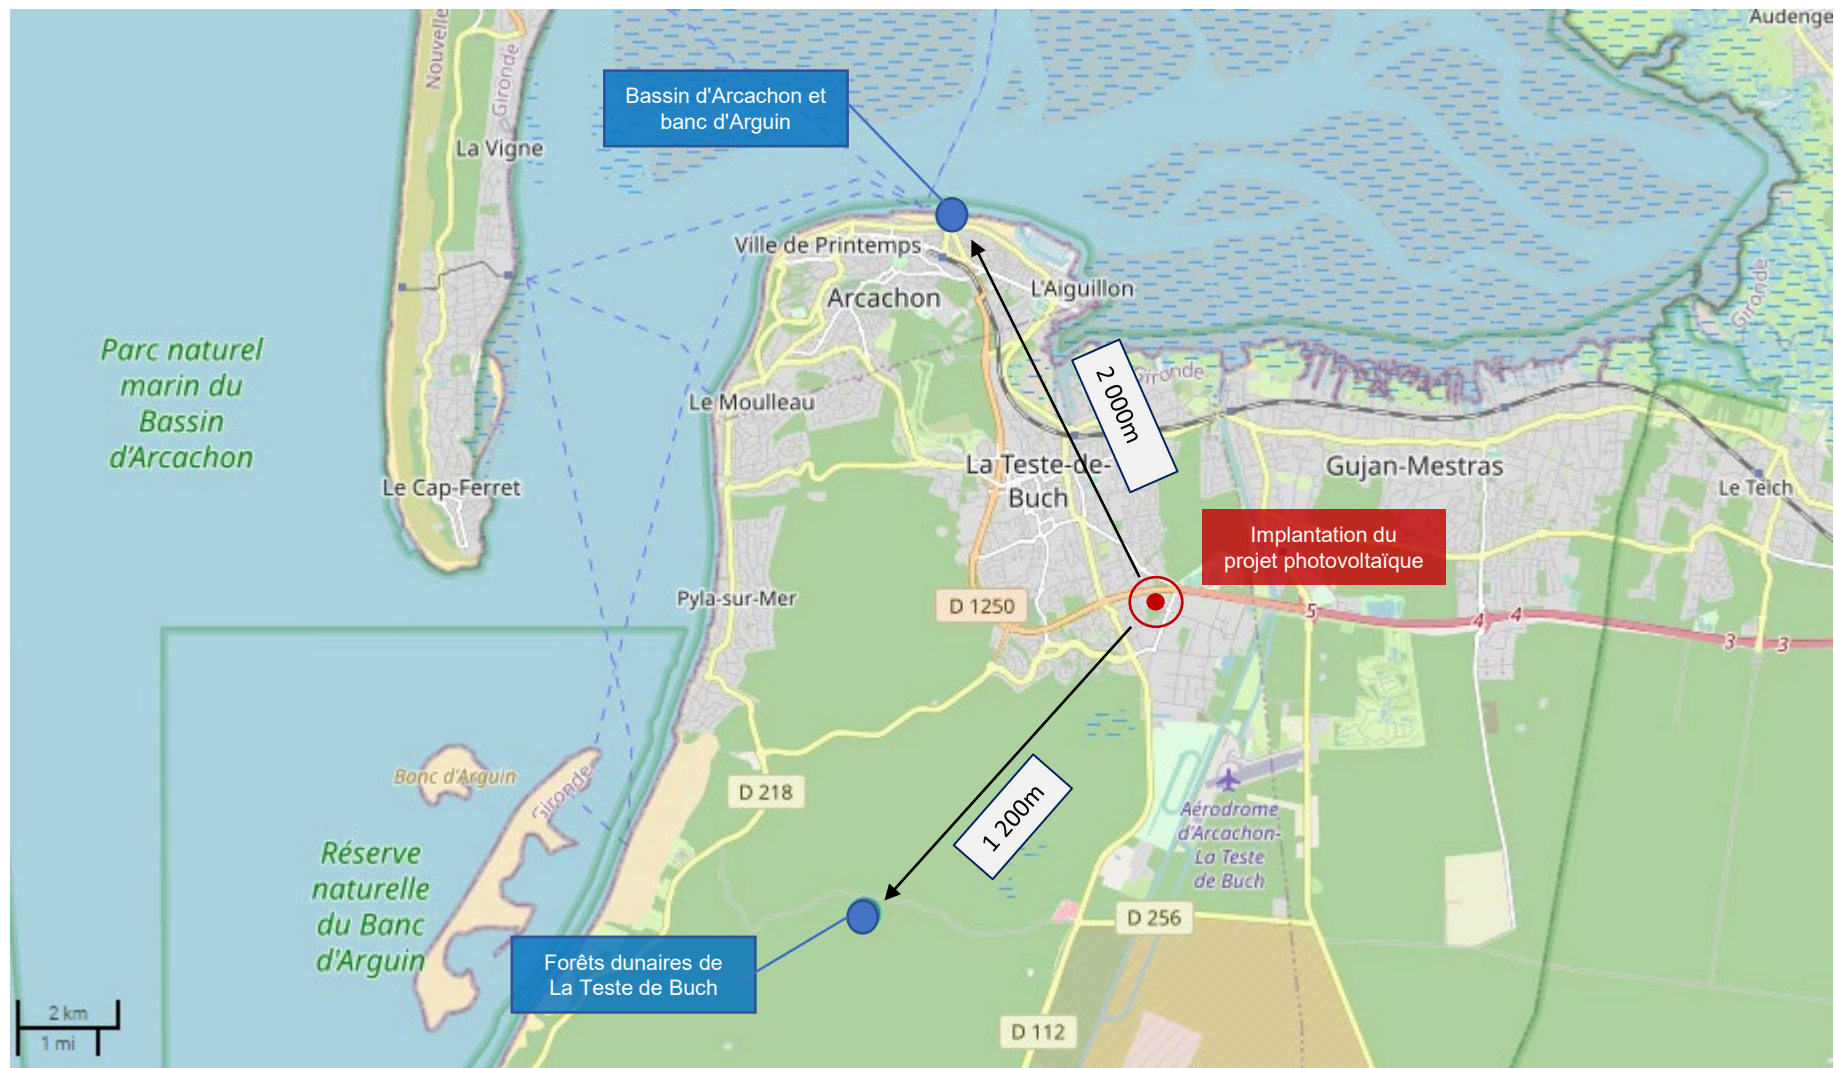 Audenge
Nouvelle
Gironde
Bassin d'Arcachon et
banc d'Arguin
La Vigne
Ville de Printemps
Arcachon
L'Aiguillon
Gironde
Parc naturel
marin du
Bassin
d'Arcachon
Gironde
2 000m
Le Moulleau
La Teste-de-
Buch
Gujan-Mestras
Le Cap-Ferret
Le Teich
Implantation du
projet photovoltaïque
Pyla-sur-Mer
D 1250
5
4
4
3
3
Banc d'Arguin
Gironde
D 218
1 200m
Aérodrome
d'Arcachon-
La Teste
de Buch
Réserve
naturelle
du Banc
d'Arguin
D 256
Forêts dunaires de
La Teste de Buch
2 km
1 mi
D 112